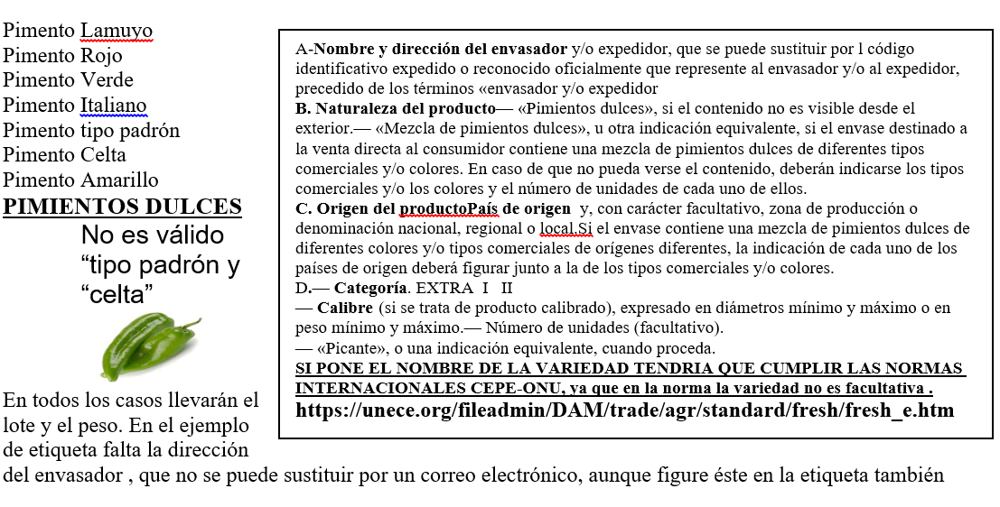 Pimento Lamuyo
Pimento Rojo
Pimento Verde
Pimento Italiano
Pimento tipo padrón
Pimento Celta
Pimento Amarillo
PIMIENTOS DULCES
No es válido
“tipo padrón y
“celta”
A-Nombre y dirección del envasador y/o expedidor, que se puede sustituir por l código
identificativo expedido o reconocido oficialmente que represente al envasador y/o al expedidor,
precedido de los términos «envasador y/o expedidor
B. Naturaleza del producto— «Pimientos dulces», si el contenido no es visible desde el
exterior.— «Mezcla de pimientos dulces», u otra indicación equivalente, si el envase destinado a
la venta directa al consumidor contiene una mezcla de pimientos dulces de diferentes tipos
comerciales y/o colores. En caso de que no pueda verse el contenido, deberán indicarse los tipos
comerciales y/o los colores y el número de unidades de cada uno de ellos.
C. Origen del productoPaís de origen y, con carácter facultativo, zona de producción o
denominación nacional, regional o local.Si el envase contiene una mezcla de pimientos dulces de
diferentes colores y/o tipos comerciales de orígenes diferentes, la indicación de cada uno de los
países de origen deberá figurar junto a la de los tipos comerciales y/o colores.
D.— Categoría. EXTRA I II
— Calibre (si se trata de producto calibrado), expresado en diámetros mínimo y máximo o en
peso mínimo y máximo.— Número de unidades (facultativo).
— «Picante», o una indicación equivalente, cuando proceda.
SI PONE EL NOMBRE DE LA VARIEDAD TENDRIA QUE CUMPLIR LAS NORMAS
INTERNACIONALES CEPE-ONU, ya que en la norma la variedad no es facultativa .
https://unece.org/fileadmin/DAM/trade/agr/standard/fresh/fresh_e.htm
En todos los casos llevarán el
lote y el peso. En el ejemplo
de etiqueta falta la dirección
del envasador , que no se puede sustituir por un correo electrónico, aunque figure éste en la etiqueta también